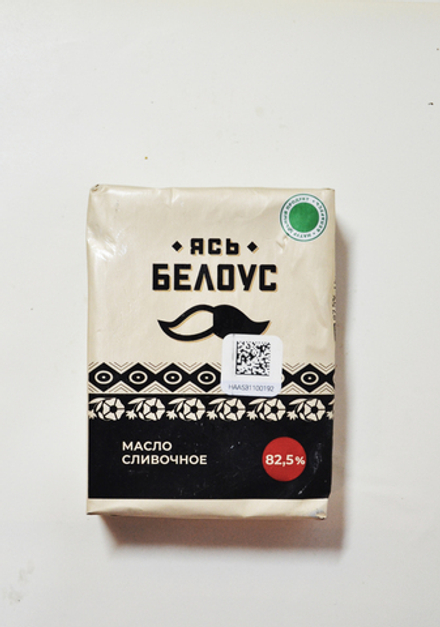 ЯСЬ
БЕЛОУС
HAAS31100192
МАСЛО
СЛИВОЧНОЕ
82,5%